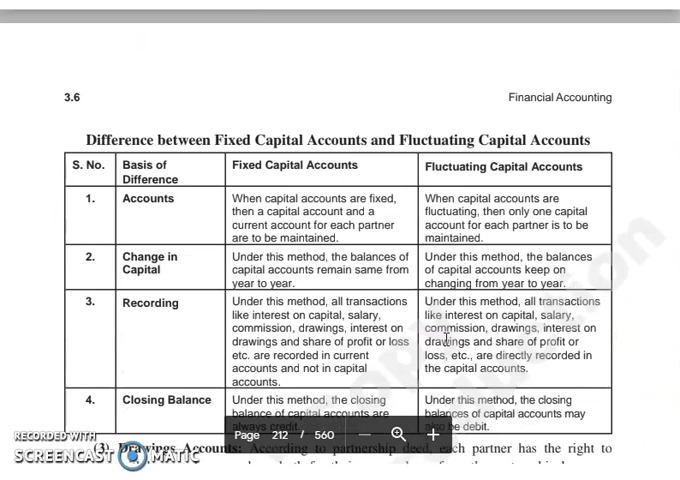 3.6
Financial Accounting
Difference between Fixed Capital Accounts and Fluctuating Capital Accounts
S. No.
Basis of
Difference
Fixed Capital Accounts
Fluctuating Capital Accounts
1.
Accounts
When capital accounts are fixed,
then a capital account and a
current account for each partner
are to be maintained.
When capital accounts are
fluctuating, then only one capital
account for each partner is to be
maintained.
2.
Change in
Capital
Under this method, the balances of
capital accounts remain same from
year to year.
Under this method, the balances
of capital accounts keep on
changing from year to year.
3.
Recording
Under this method, all transactions
like interest on capital, salary,
commission, drawings, interest on
drawings and share of profit or loss
etc. are recorded in current
accounts and not in capital
accounts.
Under this method, all transactions
like interest on capital, salary,
commission, drawings, interest on
drawings and share of profit or
loss, etc., are directly recorded in
the capital accounts.
4.
Closing Balance
Under this method, the closing
balance of capital accounts are
always credit.
Under this method, the closing
balances of capital accounts may
also be debit.
Page 212 / 560
(3) Drawings Accounts: According to partnership deed, each partner has the right to
RECORDED WITH
SCREENCAST MATIC